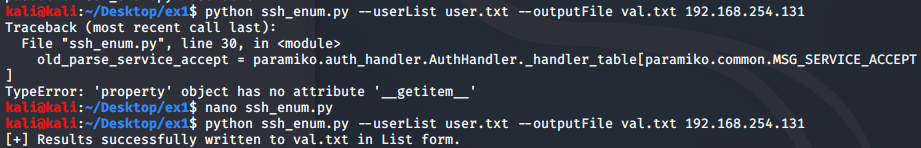 kali@kali:~/Desktop/ex1$ python ssh_enum.py --userList user.txt --outputFile val.txt 192.168.254.131
Traceback (most recent call last):
  File "ssh_enum.py", line 30, in <module>
    old_parse_service_accept = paramiko.auth_handler.AuthHandler._handler_table[paramiko.common.MSG_SERVICE_ACCEPT
]
TypeError: 'property' object has no attribute '__getitem__'
kali@kali:~/Desktop/ex1$ nano ssh_enum.py
kali@kali:~/Desktop/ex1$ python ssh_enum.py --userList user.txt --outputFile val.txt 192.168.254.131
[+] Results successfully written to val.txt in List form.